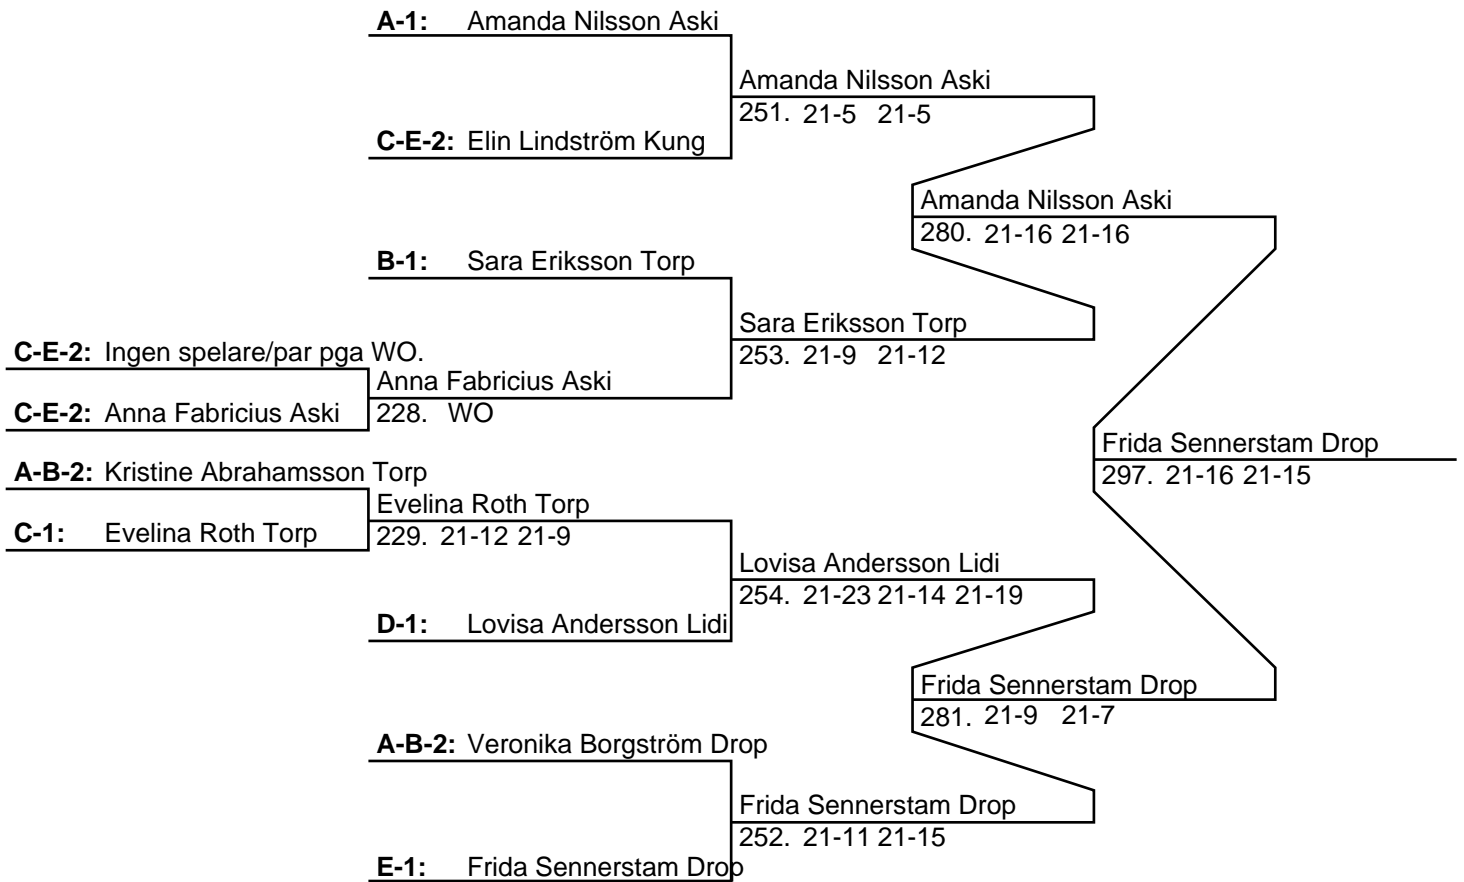 A-1: Amanda Nilsson Aski
Amanda Nilsson Aski
251. 21-5 21-5
C-E-2: Elin Lindström Kung
Amanda Nilsson Aski
280. 21-16 21-16
B-1: Sara Eriksson Torp
Sara Eriksson Torp
253. 21-9 21-12
C-E-2: Ingen spelare/par pga WO.
Anna Fabricius Aski
228. WO
C-E-2: Anna Fabricius Aski
Frida Sennerstam Drop
297. 21-16 21-15
A-B-2: Kristine Abrahamsson Torp
Evelina Roth Torp
229. 21-12 21-9
C-1: Evelina Roth Torp
Lovisa Andersson Lidi
254. 21-23 21-14 21-19
D-1: Lovisa Andersson Lidi
Frida Sennerstam Drop
281. 21-9 21-7
A-B-2: Veronika Borgström Drop
Frida Sennerstam Drop
252. 21-11 21-15
E-1: Frida Sennerstam Drop